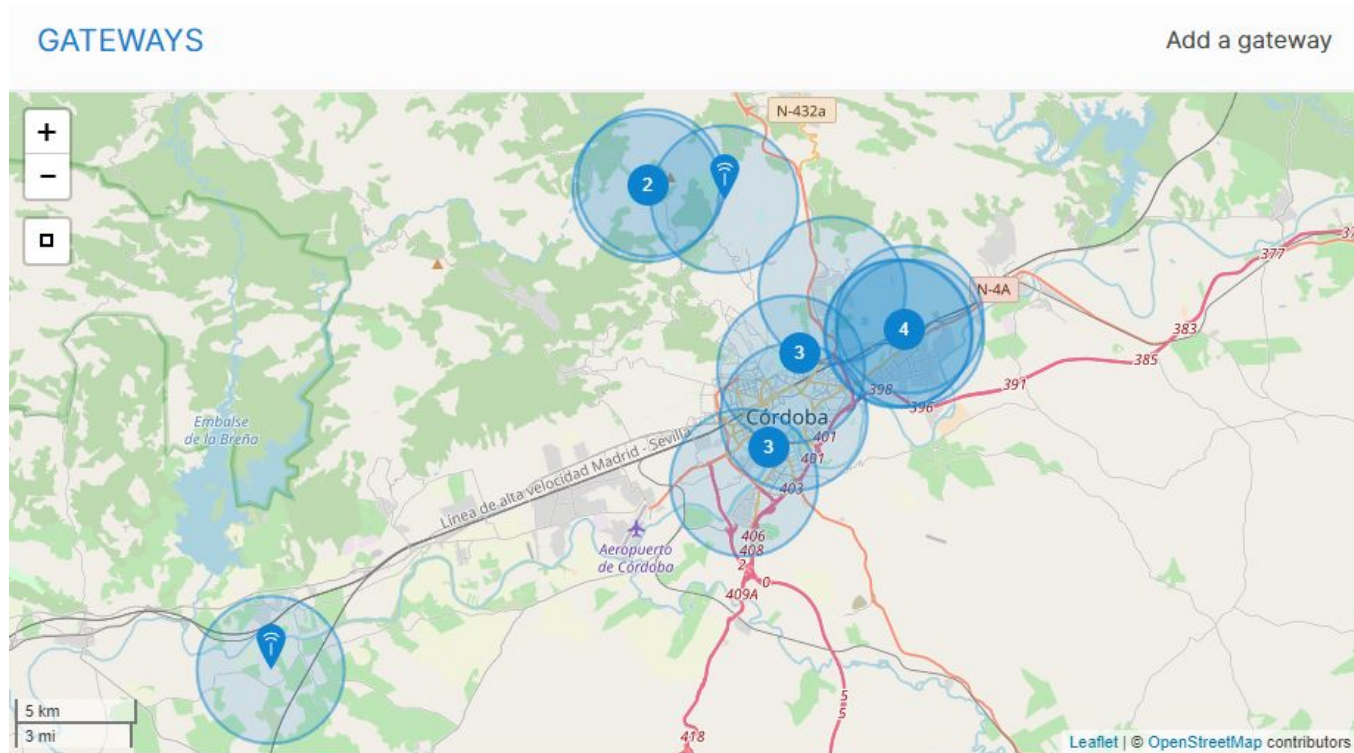 GATEWAYS
Add a gateway
+
−
N-432a
2
377
N-4A
4
383
3
385
391
398
396
Embalse
de la Breña
Córdoba
401
3
401
Línea de alta velocidad Madrid - Sevilla
403
406
Aeropuerto
de Córdoba
408
2
0
409A
5
5
418
5 km
3 mi
Leaflet | © OpenStreetMap contributors